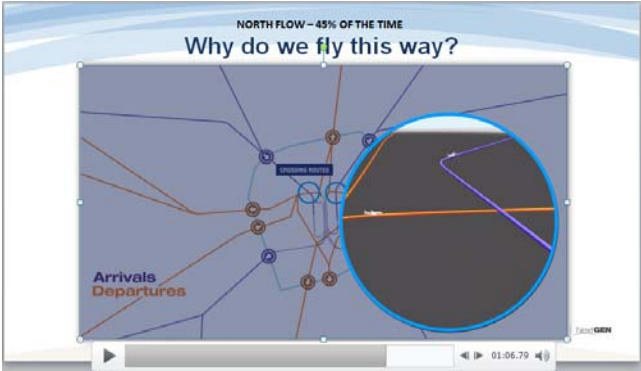 NORTH FLOW – 45% OF THE TIME
Why do we fly this way?
CROSSING ROUTES
Arrivals
Departures
NextGEN
01:06.79